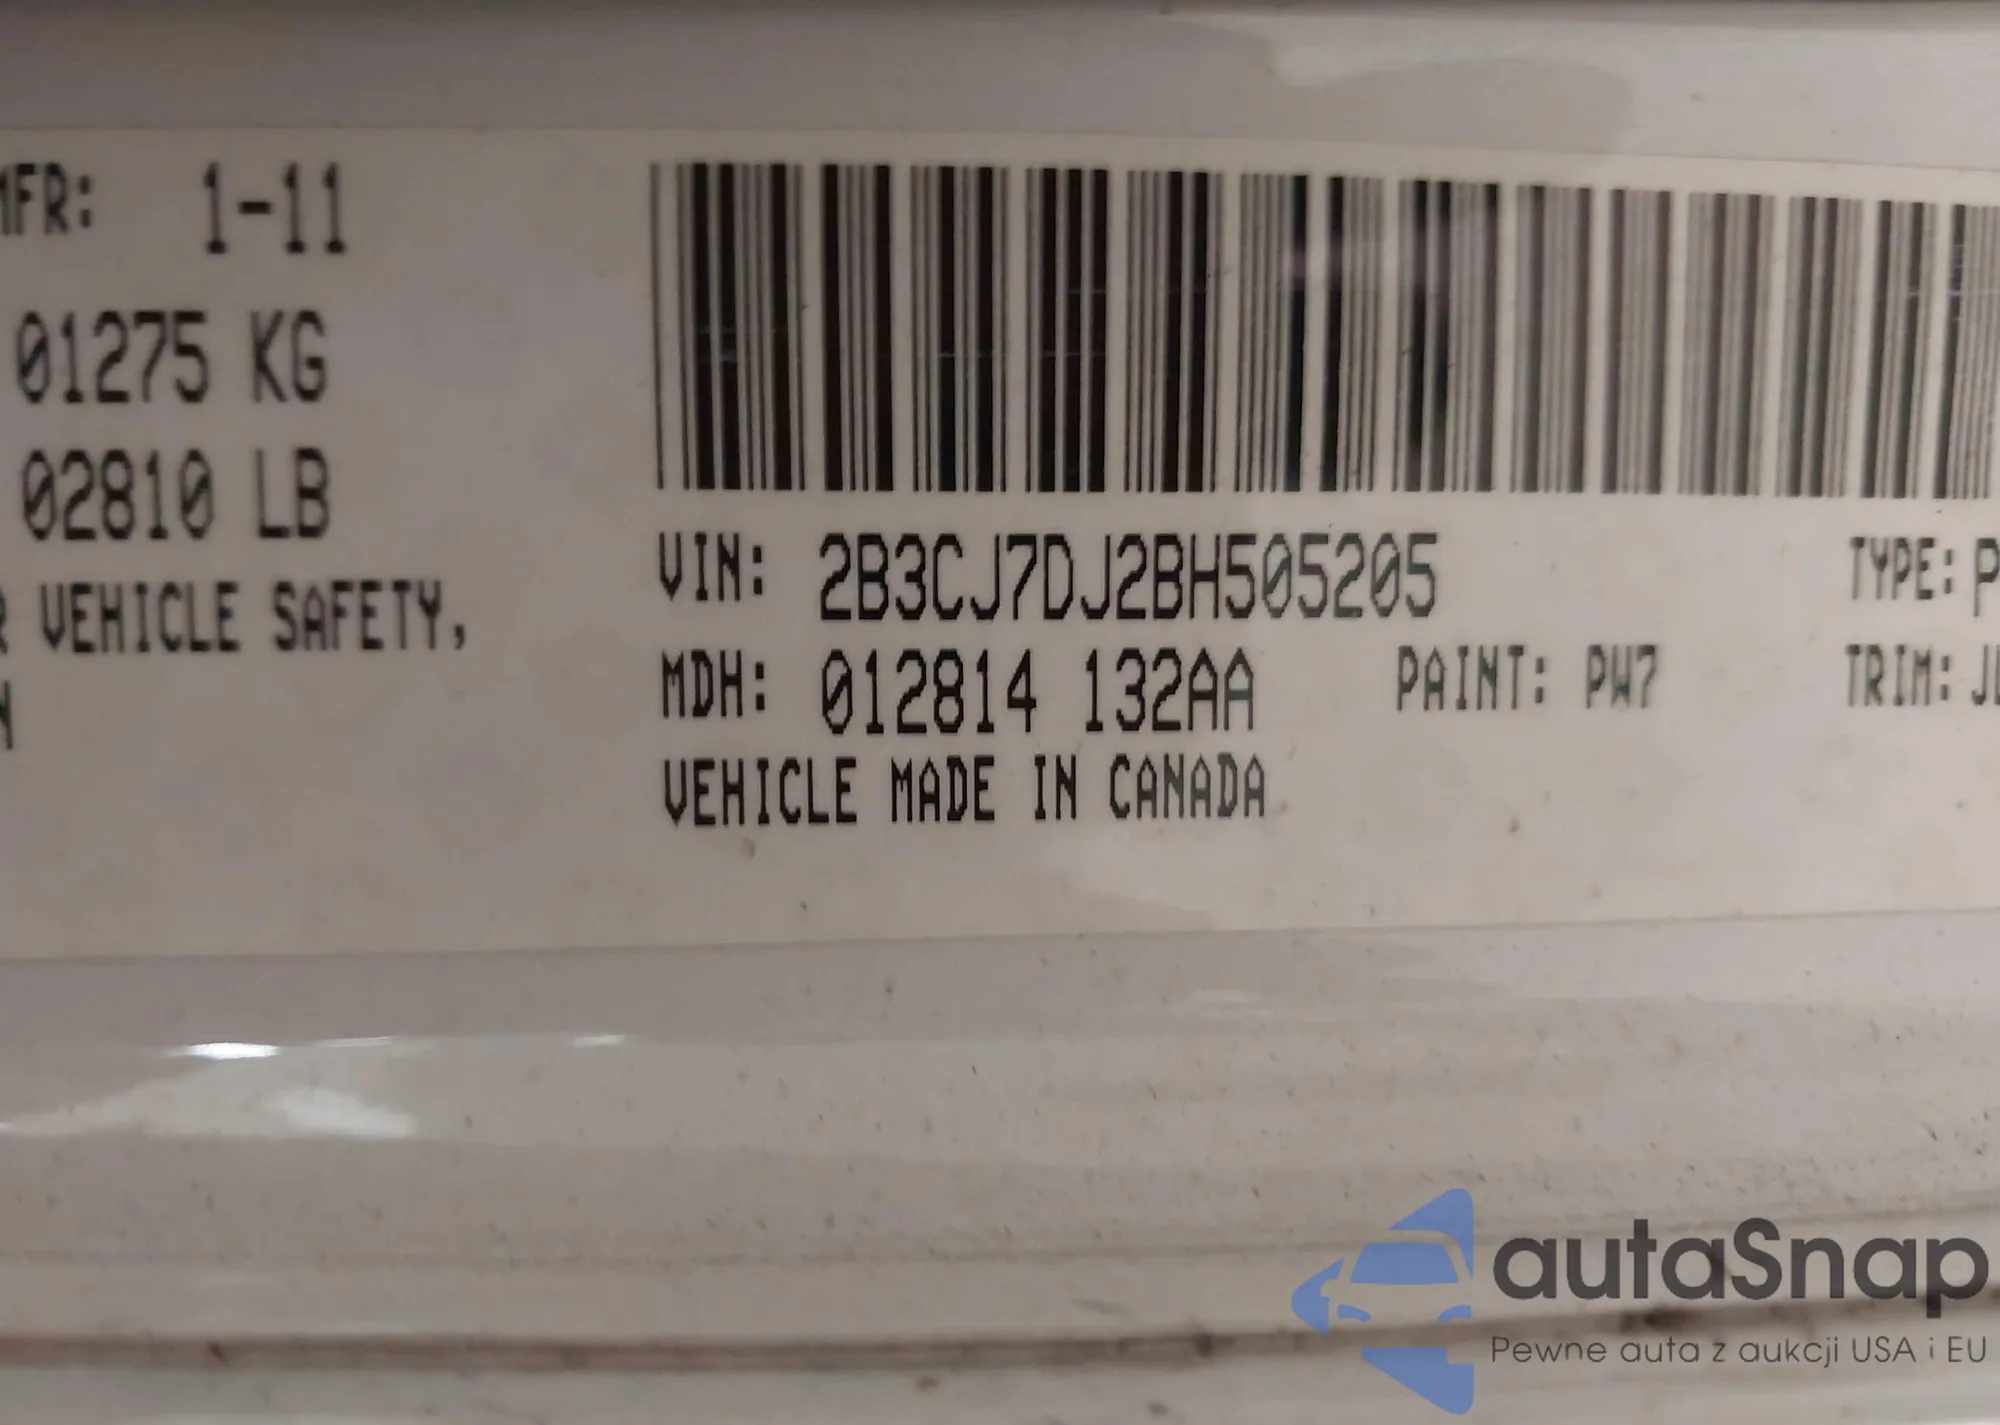 MFR: 1-11
01275 KG
02810 LB
R VEHICLE SAFETY,
N
VIN: 2B3CJ7DJ2BH505205
TYPE: P
MDH: 012814 132AA
PAINT: PW7
TRIM: JL
VEHICLE MADE IN CANADA
autaSnap
Pewne auta z aukcji USA i EU